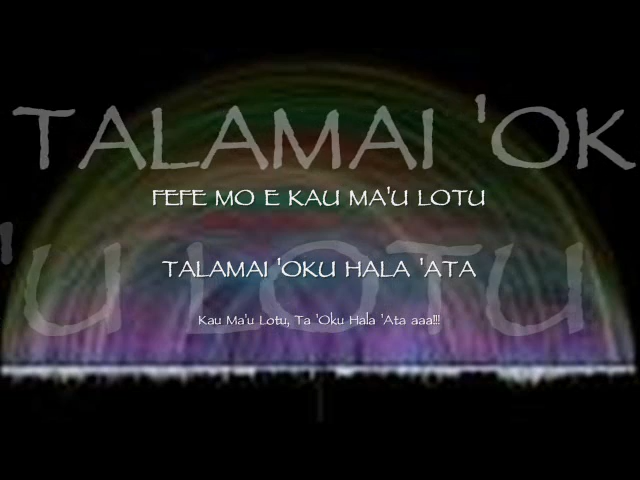 TALAMAI 'OK
FEFE MO E KAU MA'U LOTU
'U LOTU
TALAMAI 'OKU HALA 'ATA
Kau Ma'u Lotu, Ta 'Oku Hala 'Ata aaa!!!